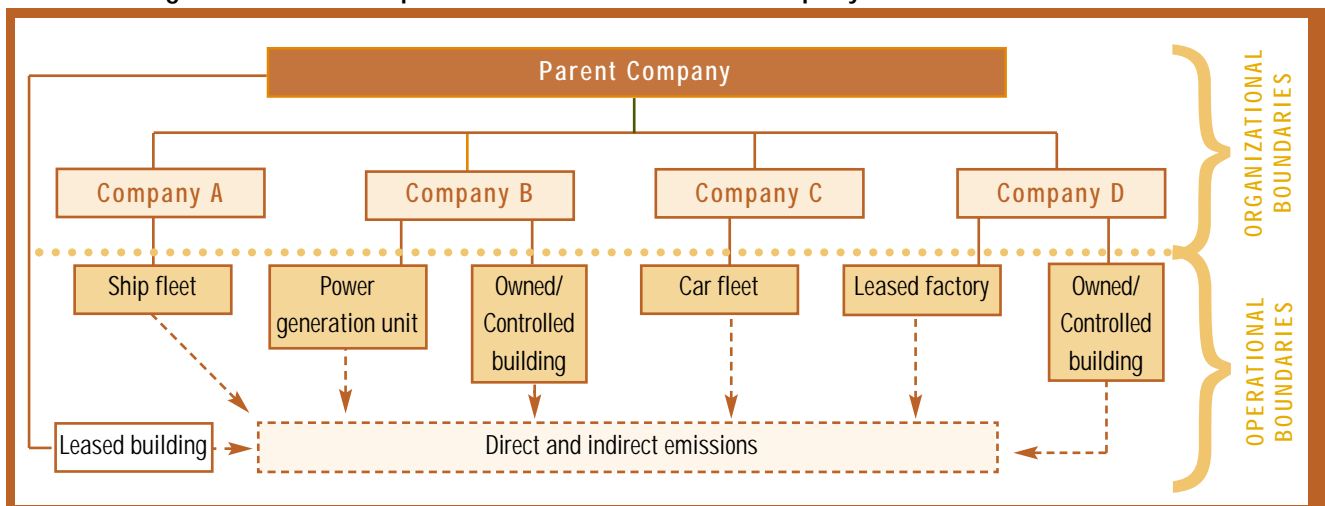 Parent Company
Company A
Company B
Company C
Company D
ORGANIZATIONAL
BOUNDARIES
Ship fleet
Power
generation unit
Owned/
Controlled
building
Car fleet
Leased factory
Owned/
Controlled
building
OPERATIONAL
BOUNDARIES
Leased building
Direct and indirect emissions